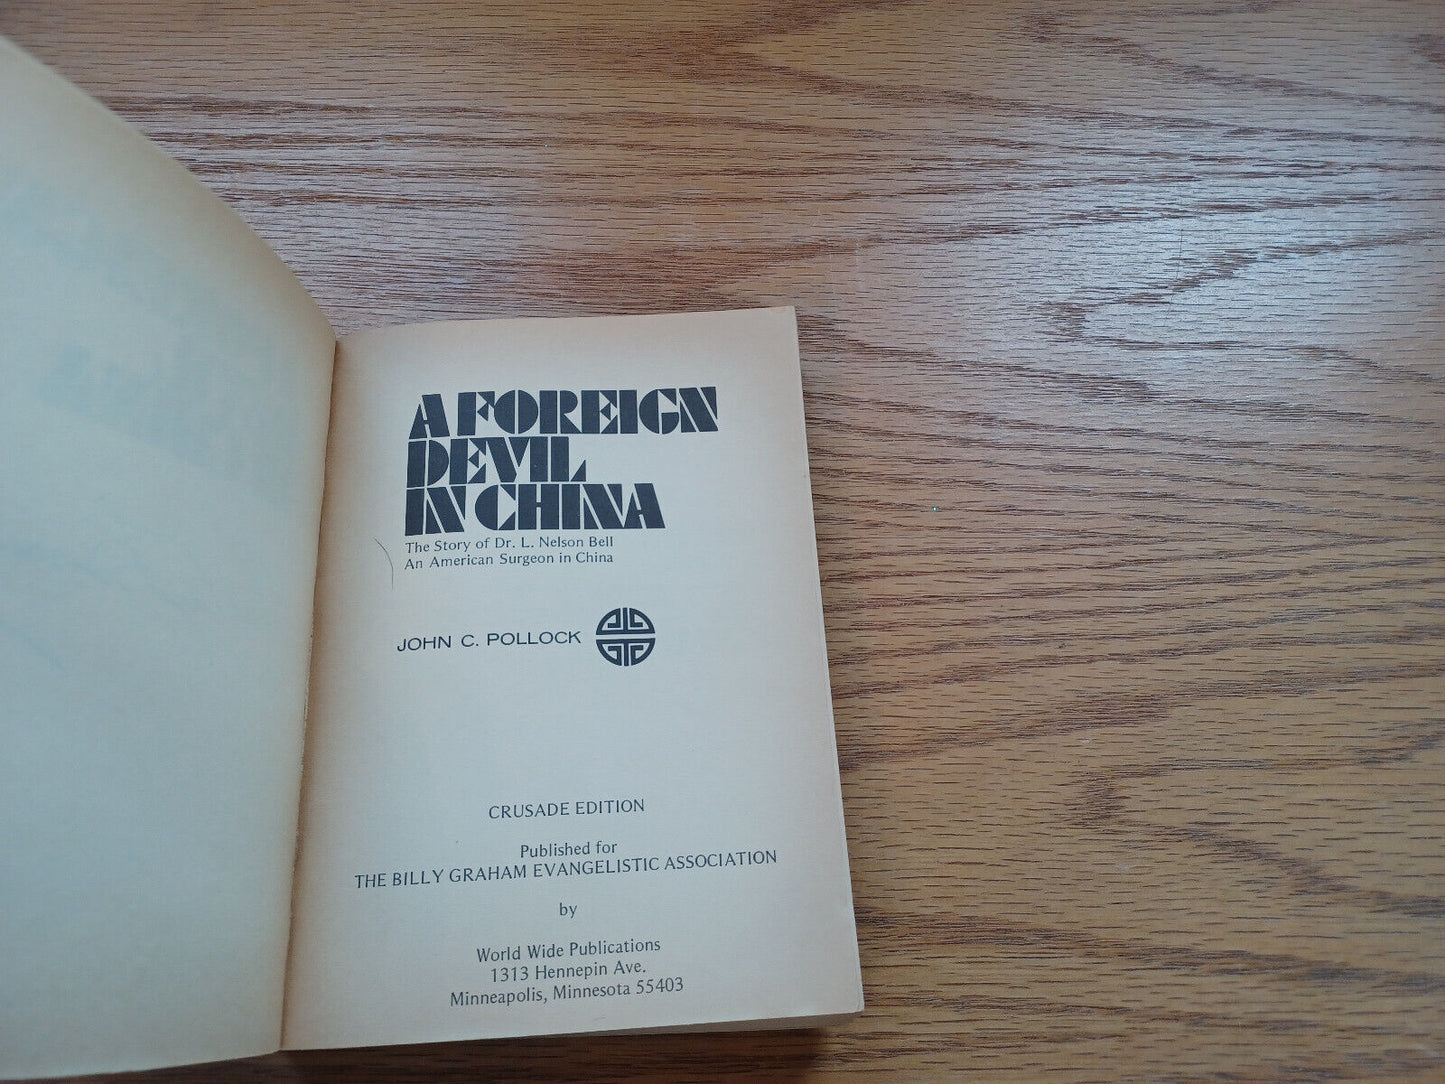 A FOREIGN
DEVIL
IN CHINA
The Story of Dr. L. Nelson Bell
An American Surgeon in China
JOHN C. POLLOCK
CRUSADE EDITION
Published for
THE BILLY GRAHAM EVANGELISTIC ASSOCIATION
by
World Wide Publications
1313 Hennepin Ave.
Minneapolis, Minnesota 55403